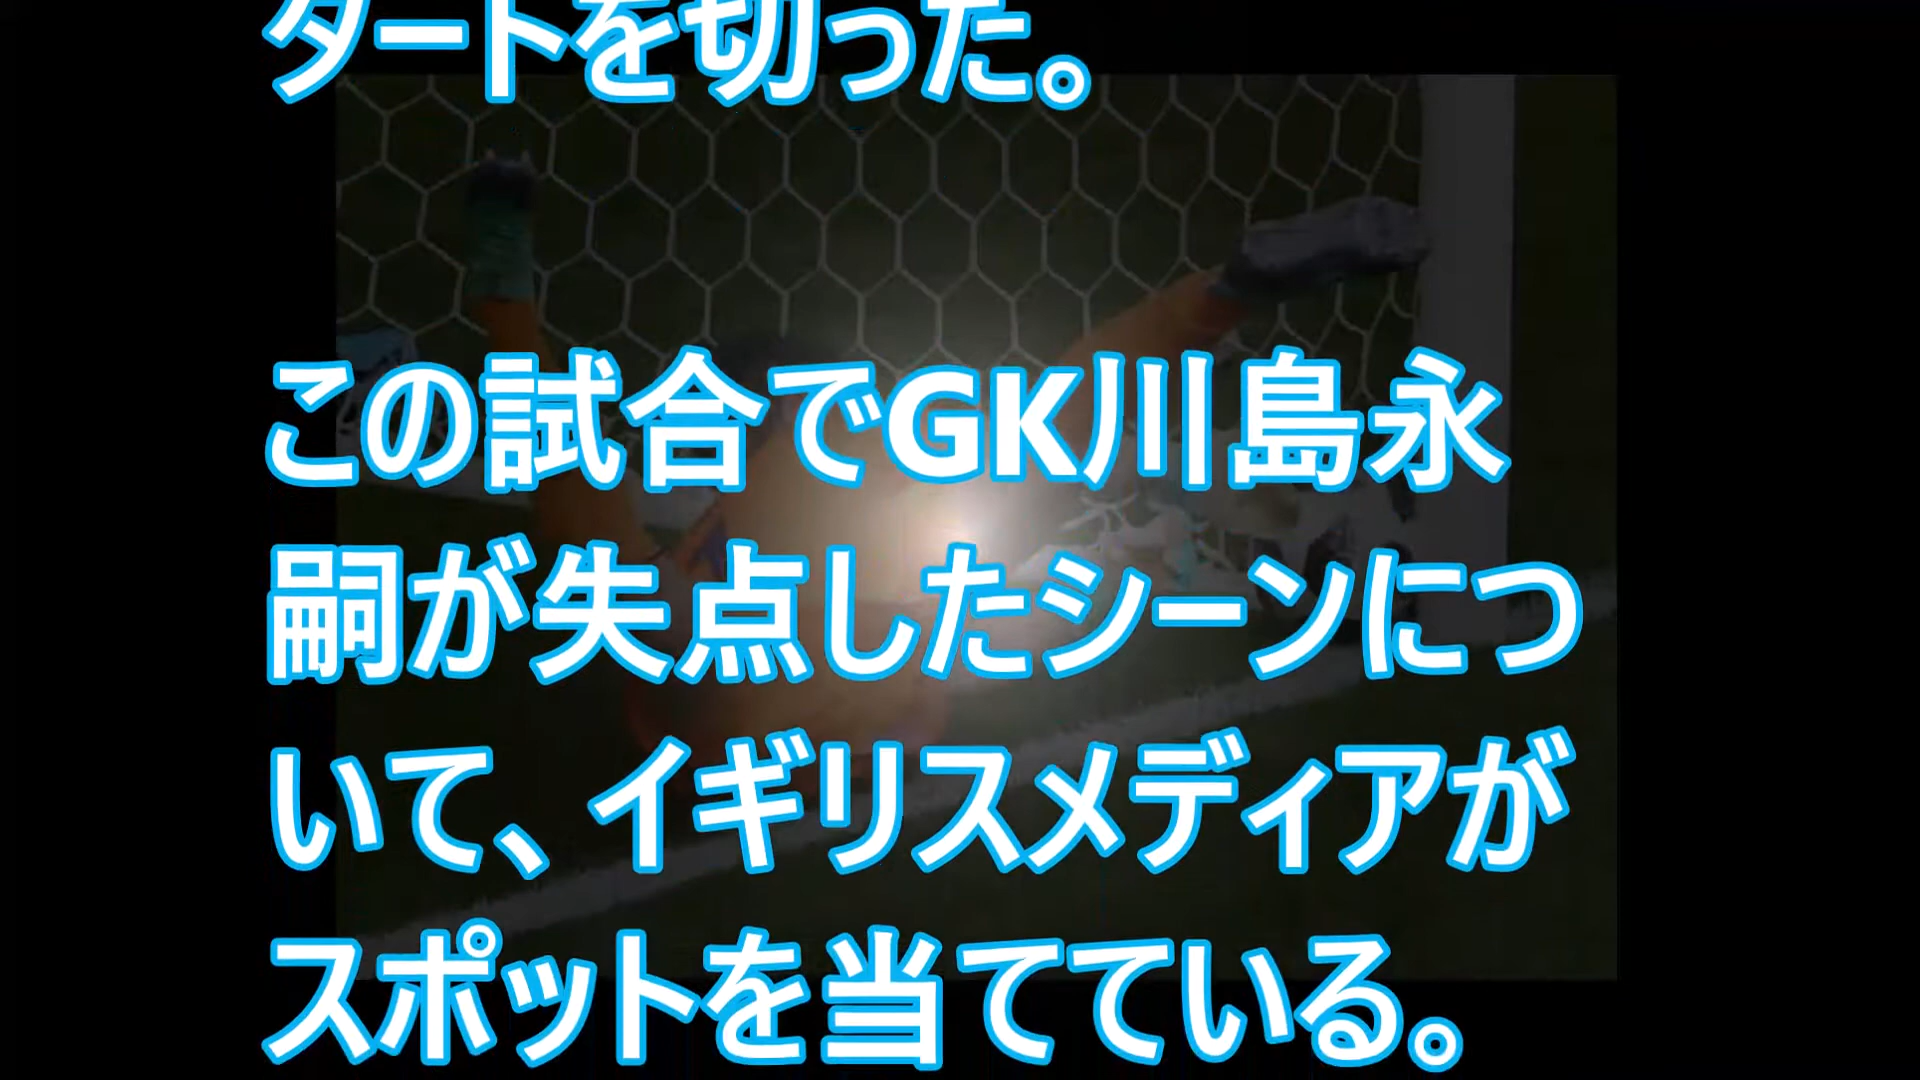 タートを切った。
この試合でGK川島永
嗣が失点したシーンにつ
いて、イギリスメディアが
スポットを当てている。